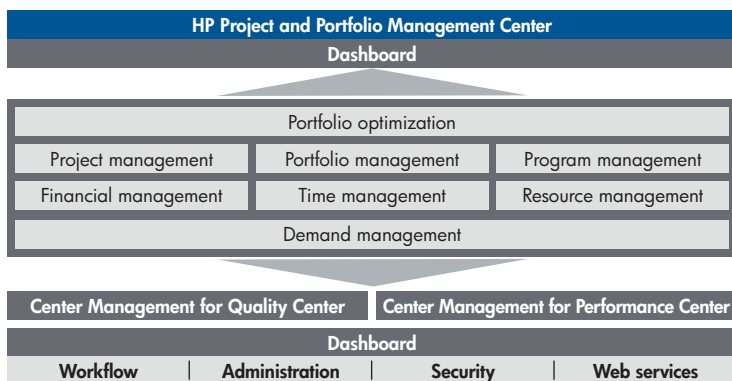 HP Project and Portfolio Management Center
Dashboard
Portfolio optimization
Project management Portfolio management Program management
Financial management Time management Resource management
Demand management
Center Management for Quality Center Center Management for Performance Center
Dashboard
Workflow | Administration | Security | Web services